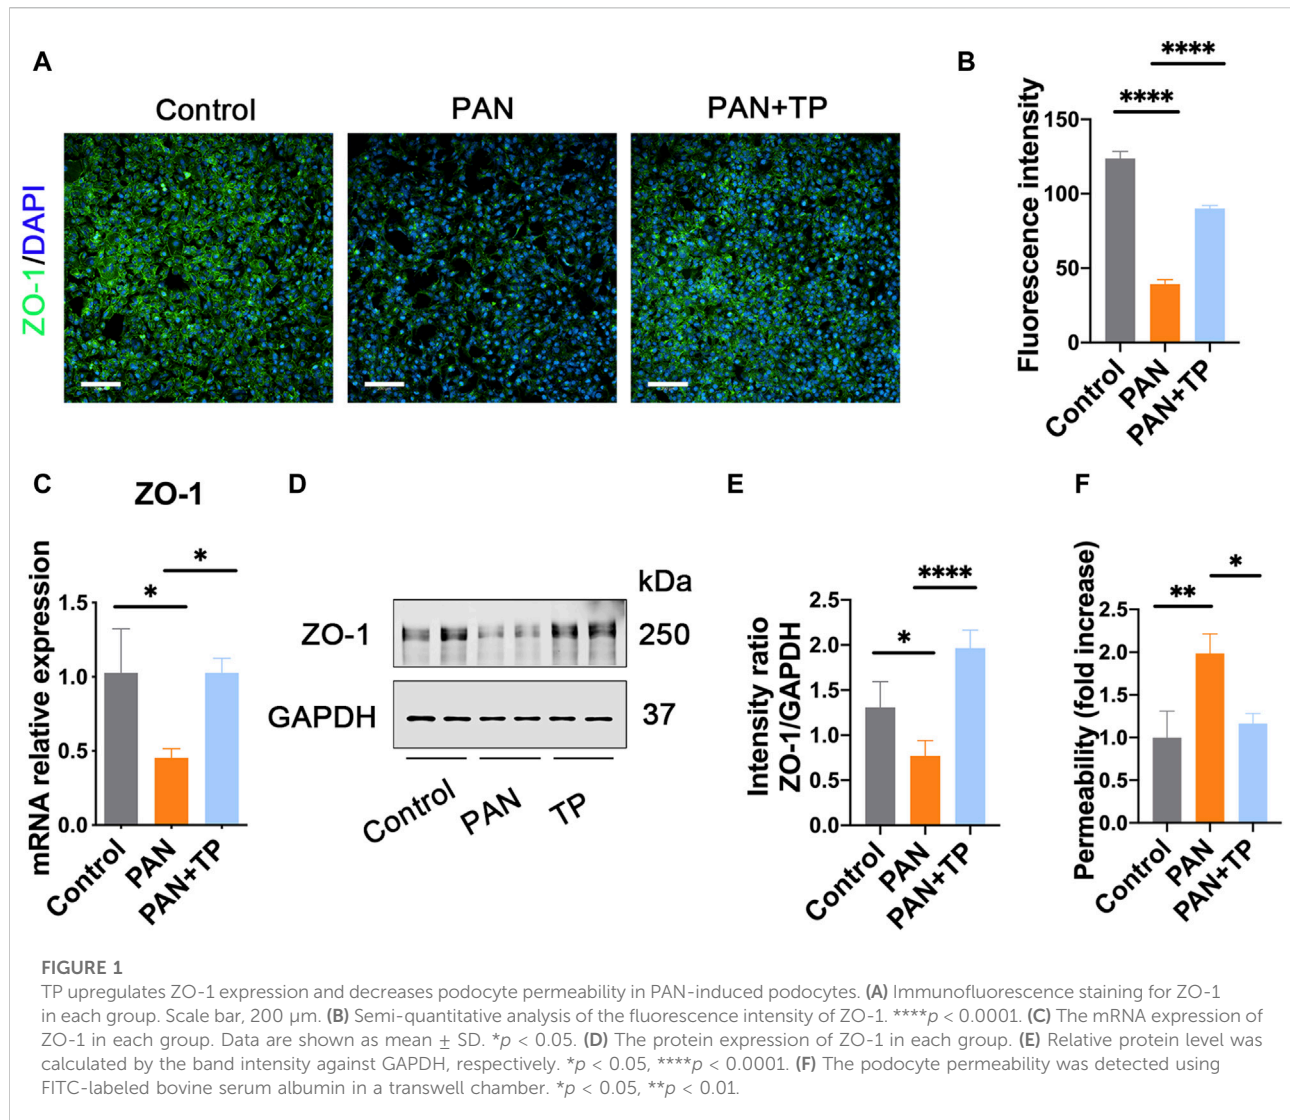 A
Control
PAN
PAN+TP
ZO-1/DAPI
B
****
****
Fluorescence intensity
150
100
50
0
Control
PAN
PAN+TP
C
ZO-1
*
*
mRNA relative expression
1.5
1.0
0.5
0.0
Control
PAN
PAN+TP
D
kDa
ZO-1
250
GAPDH
37
Control
PAN
TP
E
****
*
Intensity ratio
ZO-1/GAPDH
2.5
2.0
1.5
1.0
0.5
0.0
Control
PAN
PAN+TP
F
*
**
Permeability (fold increase)
2.5
2.0
1.5
1.0
0.5
0.0
Control
PAN
PAN+TP
FIGURE 1
TP upregulates ZO-1 expression and decreases podocyte permeability in PAN-induced podocytes. (A) Immunofluorescence staining for ZO-1
in each group. Scale bar, 200 μm. (B) Semi-quantitative analysis of the fluorescence intensity of ZO-1. ****p < 0.0001. (C) The mRNA expression of
ZO-1 in each group. Data are shown as mean ± SD. *p < 0.05. (D) The protein expression of ZO-1 in each group. (E) Relative protein level was
calculated by the band intensity against GAPDH, respectively. *p < 0.05, ****p < 0.0001. (F) The podocyte permeability was detected using
FITC-labeled bovine serum albumin in a transwell chamber. *p < 0.05, **p < 0.01.